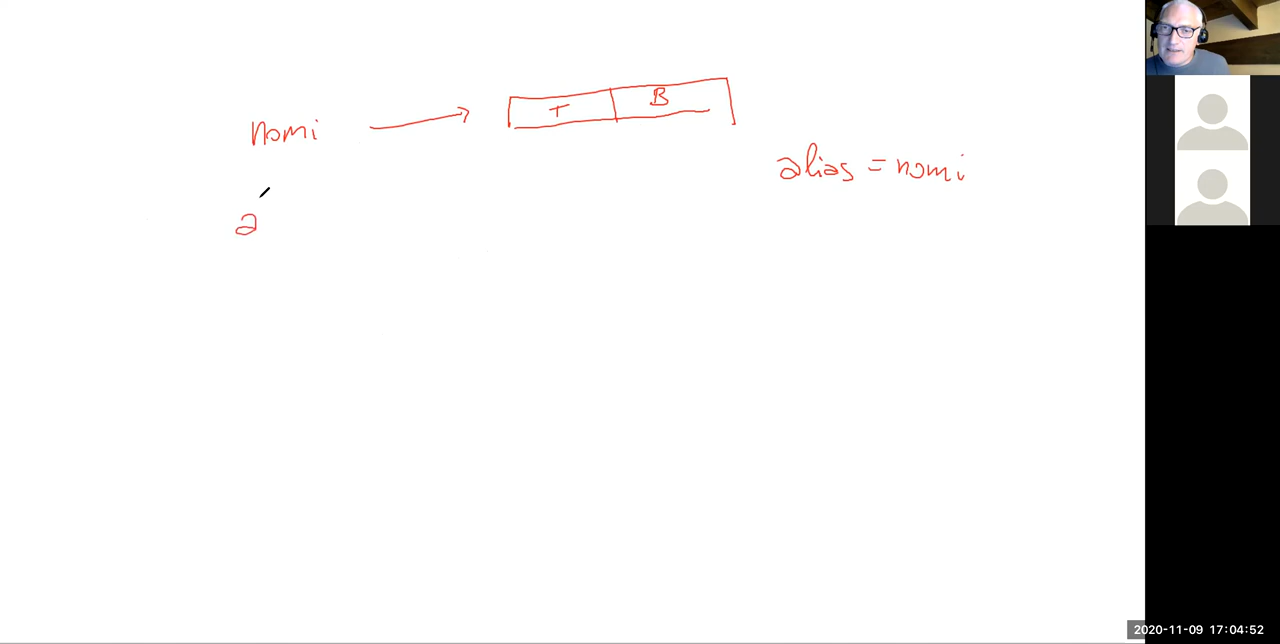 nomi → T B
alias = nomi
a
2020-11-09 17:04:52